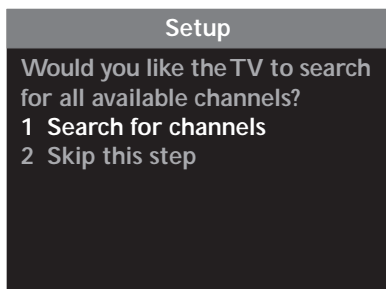 Setup
Would you like the TV to search
for all available channels?
1 Search for channels
2 Skip this step